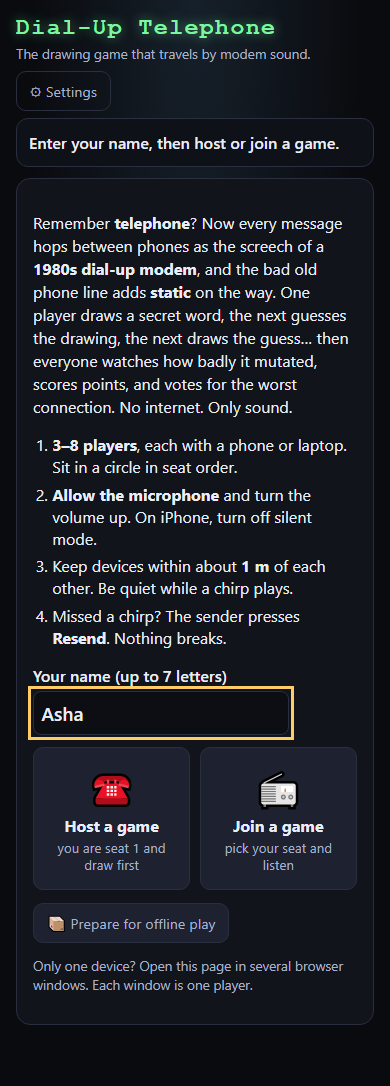 Dial-Up Telephone
The drawing game that travels by modem sound.
⚙ Settings
Enter your name, then host or join a game.
Remember telephone? Now every message
hops between phones as the screech of a
1980s dial-up modem, and the bad old
phone line adds static on the way. One
player draws a secret word, the next guesses
the drawing, the next draws the guess... then
everyone watches how badly it mutated,
scores points, and votes for the worst
connection. No internet. Only sound.
1. 3–8 players, each with a phone or laptop.
Sit in a circle in seat order.
2. Allow the microphone and turn the
volume up. On iPhone, turn off silent
mode.
3. Keep devices within about 1 m of each
other. Be quiet while a chirp plays.
4. Missed a chirp? The sender presses
Resend. Nothing breaks.
Your name (up to 7 letters)
Asha
Host a game
you are seat 1 and
draw first
Join a game
pick your seat and
listen
Prepare for offline play
Only one device? Open this page in several browser
windows. Each window is one player.